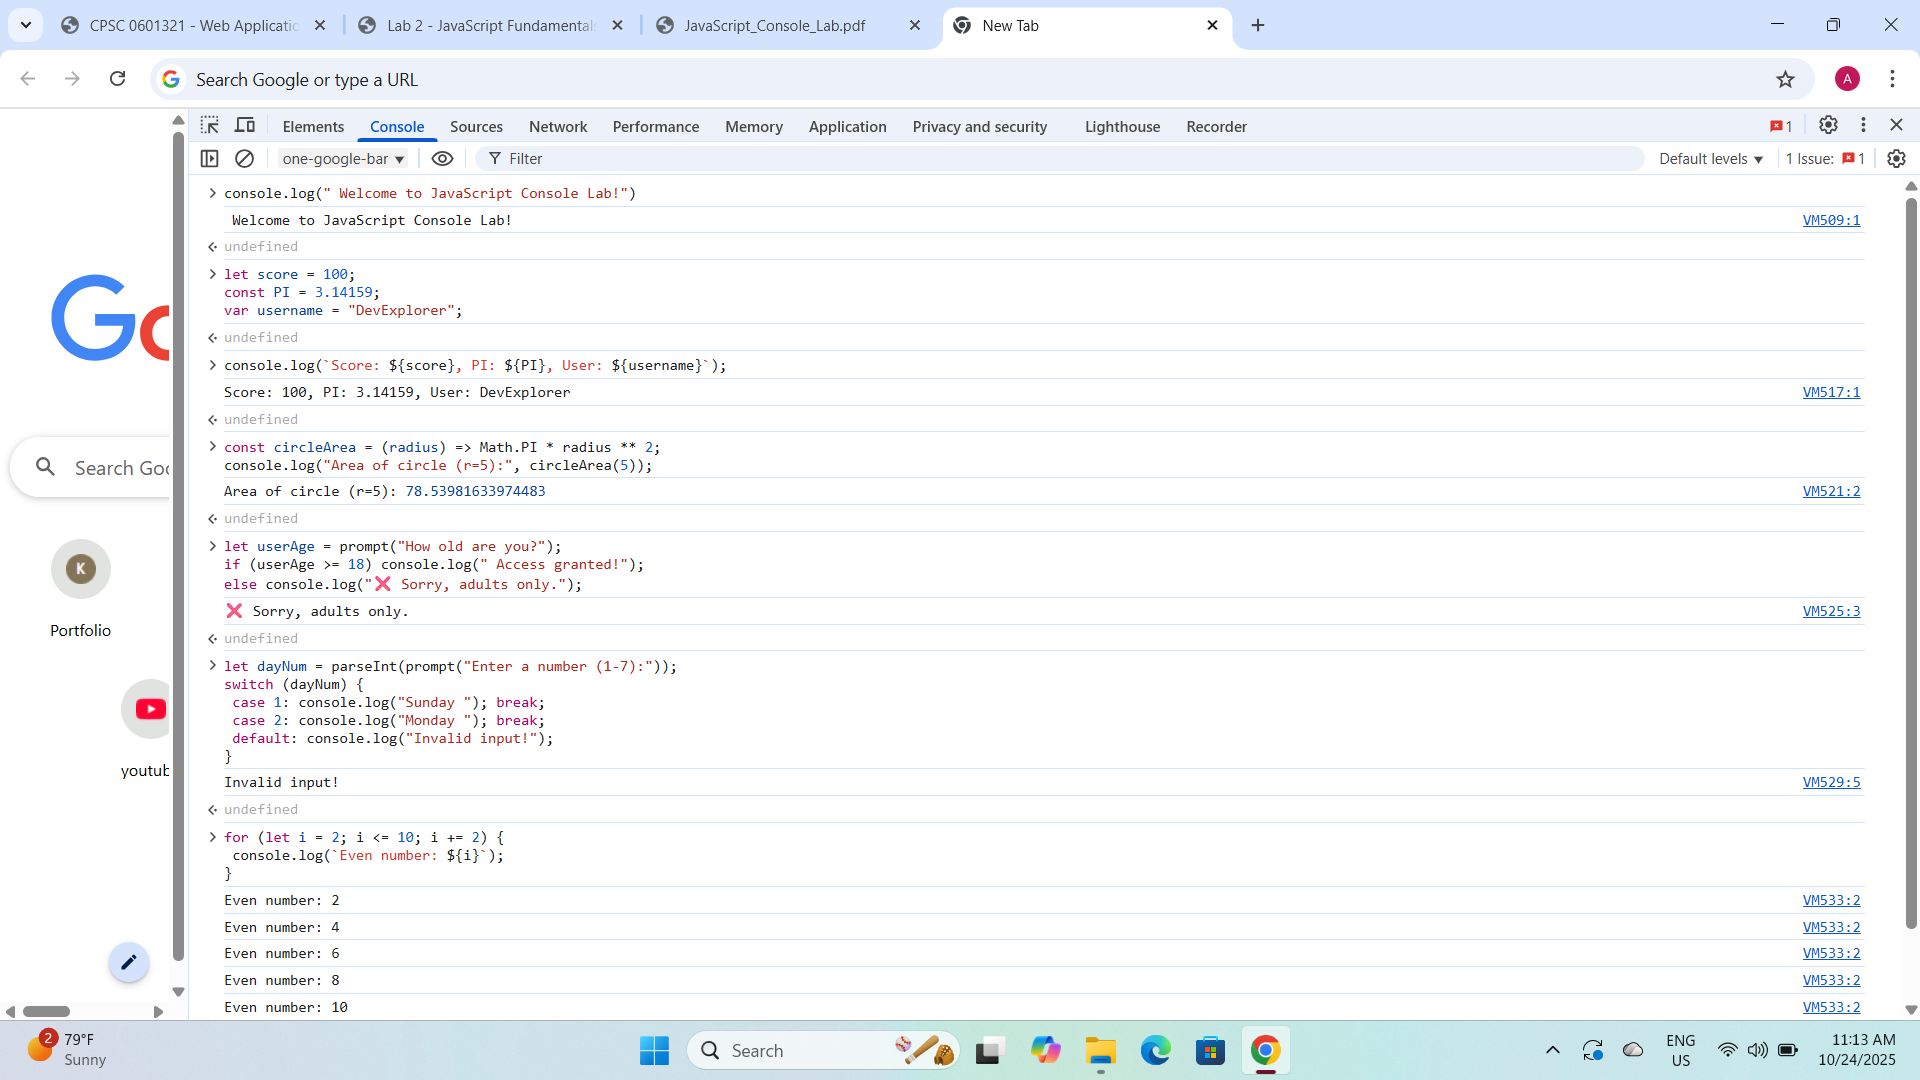 CPSC 0601321 - Web Applicatic
Lab 2 - JavaScript Fundamentals
JavaScript_Console_Lab.pdf
New Tab
Search Google or type a URL
A
Elements
Console
Sources
Network
Performance
Memory
Application
Privacy and security
Lighthouse
Recorder
1
one-google-bar
Filter
Default levels
1 Issue: 1
> console.log(" Welcome to JavaScript Console Lab!")
Welcome to JavaScript Console Lab! VM509:1
undefined
> let score = 100;
const PI = 3.14159;
var username = "DevExplorer";
undefined
> console.log(`Score: ${score}, PI: ${PI}, User: ${username}`);
Score: 100, PI: 3.14159, User: DevExplorer VM517:1
undefined
> const circleArea = (radius) => Math.PI * radius ** 2;
console.log("Area of circle (r=5):", circleArea(5));
Area of circle (r=5): 78.53981633974483 VM521:2
undefined
> let userAge = prompt("How old are you?");
if (userAge >= 18) console.log(" Access granted!");
else console.log("❌ Sorry, adults only.");
❌ Sorry, adults only. VM525:3
undefined
> let dayNum = parseInt(prompt("Enter a number (1-7):"));
switch (dayNum) {
case 1: console.log("Sunday "); break;
case 2: console.log("Monday "); break;
default: console.log("Invalid input!");
}
Invalid input! VM529:5
undefined
> for (let i = 2; i <= 10; i += 2) {
console.log(`Even number: ${i}`);
}
Even number: 2 VM533:2
Even number: 4 VM533:2
Even number: 6 VM533:2
Even number: 8 VM533:2
Even number: 10 VM533:2
Go
Search Goo
K
Portfolio
youtub
2
79°F
Sunny
Search
ENG
US
11:13 AM
10/24/2025